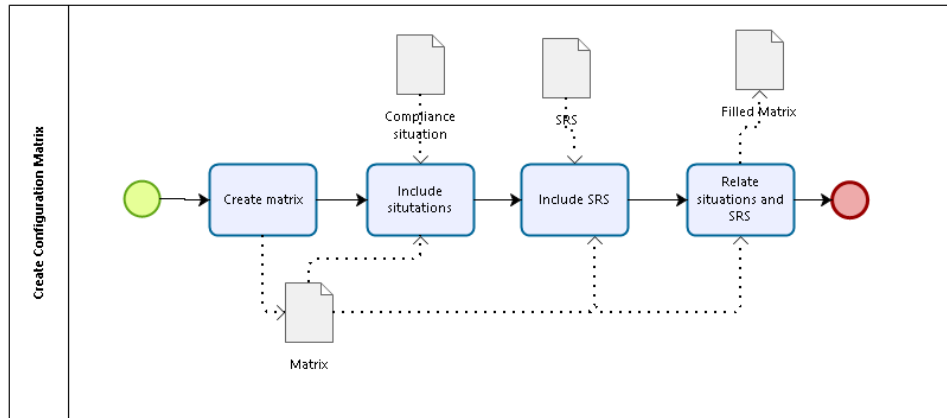 Create Configuration Matrix
Compliance
situation
SRS
Filled Matrix
Create matrix
Include
situtations
Include SRS
Relate
situations and
SRS
Matrix